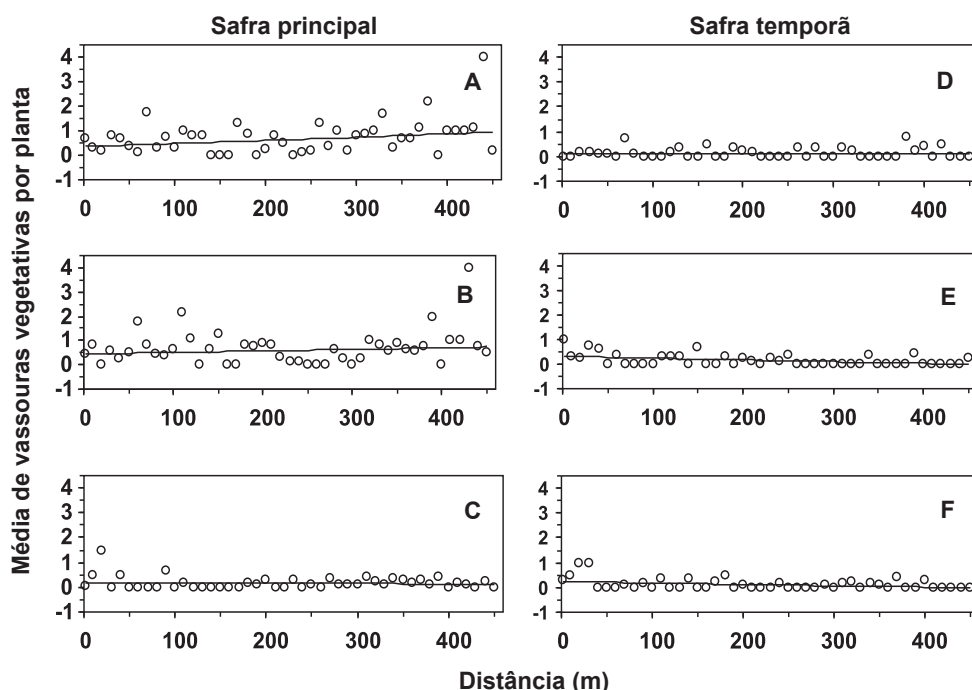 Safra principal Safra temporã
Média de vassouras vegetativas por planta
4 3 2 1 0 -1
A
0 100 200 300 400
4 3 2 1 0 -1
D
0 100 200 300 400
4 3 2 1 0 -1
B
0 100 200 300 400
4 3 2 1 0 -1
E
0 100 200 300 400
4 3 2 1 0 -1
C
0 100 200 300 400
4 3 2 1 0 -1
F
0 100 200 300 400
Distância (m)